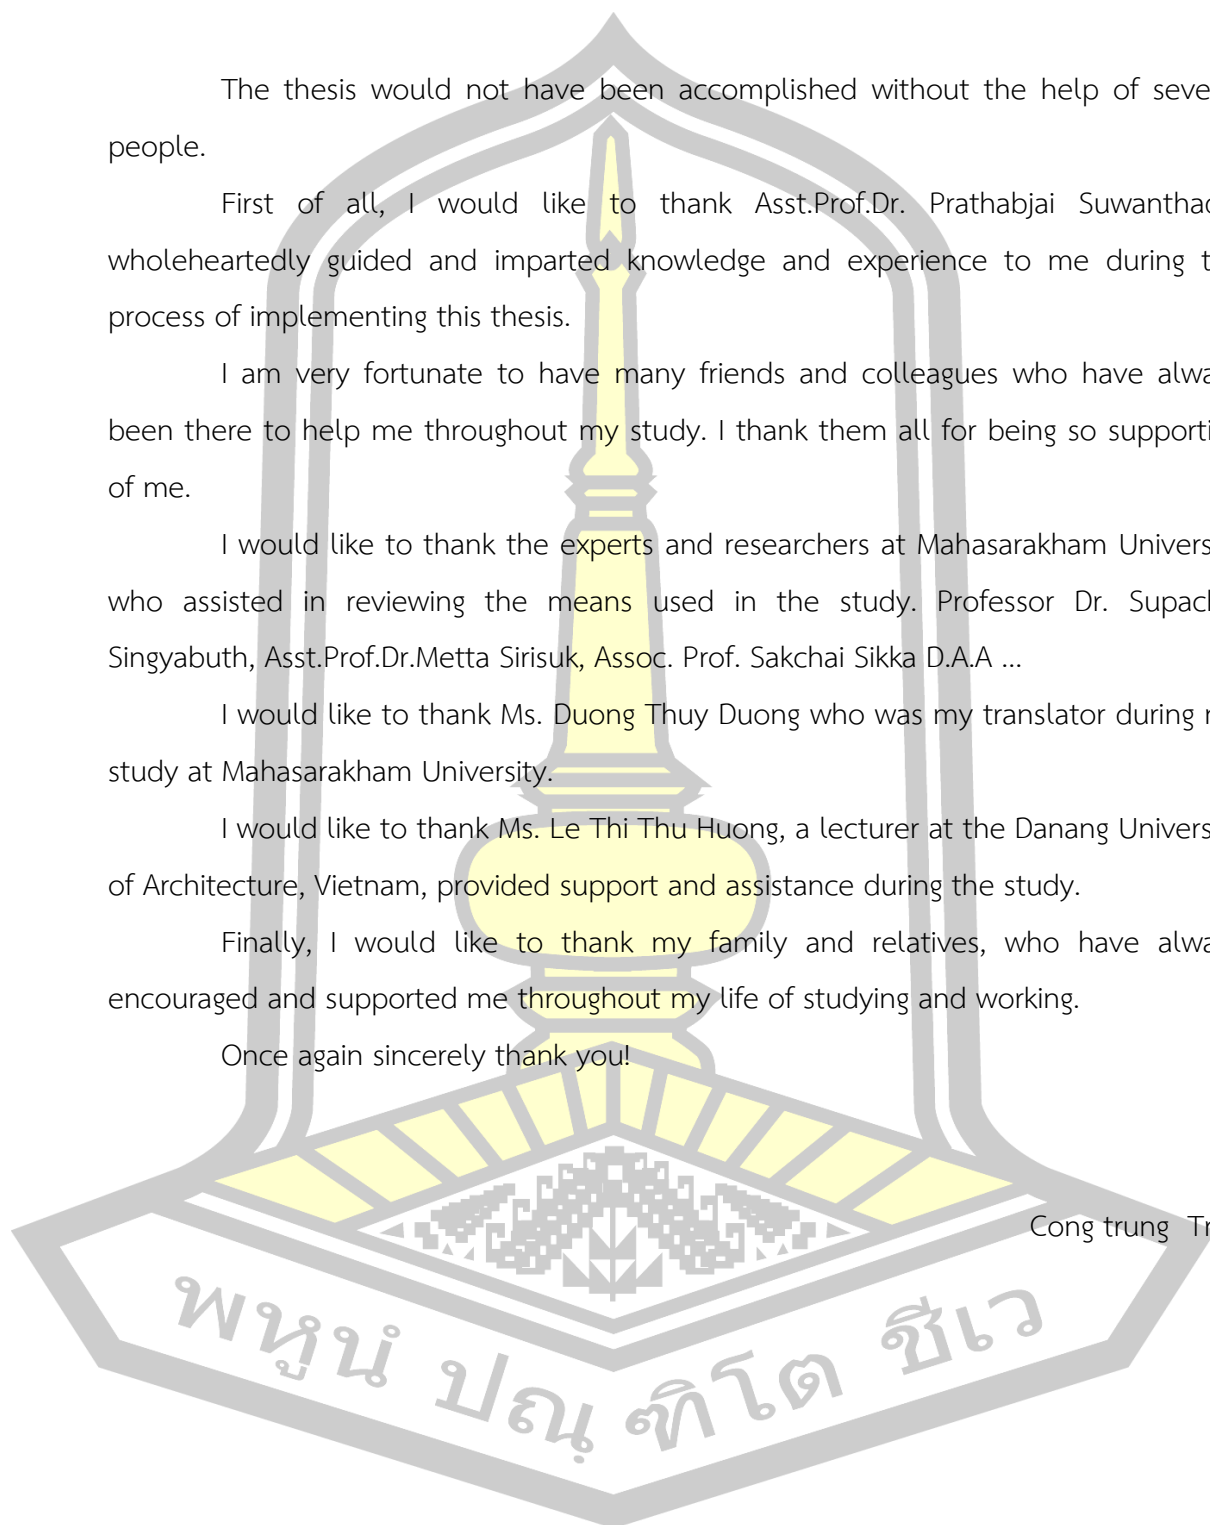 The thesis would not have been accomplished without the help of seve
people.
First of all, I would like to thank Asst.Prof.Dr. Prathabjai Suwanthad
wholeheartedly guided and imparted knowledge and experience to me during t
process of implementing this thesis.
I am very fortunate to have many friends and colleagues who have alwa
been there to help me throughout my study. I thank them all for being so supporti
of me.
I would like to thank the experts and researchers at Mahasarakham Univers
who assisted in reviewing the means used in the study. Professor Dr. Supach
Singyabuth, Asst.Prof.Dr.Metta Sirisuk, Assoc. Prof. Sakchai Sikka D.A.A ...
I would like to thank Ms. Duong Thuy Duong who was my translator during
study at Mahasarakham University.
I would like to thank Ms. Le Thi Thu Huong, a lecturer at the Danang Univers
of Architecture, Vietnam, provided support and assistance during the study.
Finally, I would like to thank my family and relatives, who have alwa
encouraged and supported me throughout my life of studying and working.
Once again sincerely thank you!
Cong trung Tr
พหูนํ ปณฺฑิโต ชีเว